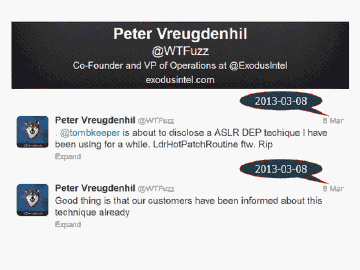 Peter Vreugdenhil
@WTFuzz
Co-Founder and VP of Operations at @ExodusIntel
exodusintel.com
2013-03-08
Peter Vreugdenhil @WTFuzz 8 Mar
. @tombkeeper is about to disclose a ASLR DEP techique I have
been using for a while. LdrHotPatchRoutine ftw. Rip
Expand
2013-03-08
Peter Vreugdenhil @WTFuzz 8 Mar
Good thing is that our customers have been informed about this
technique already
Expand